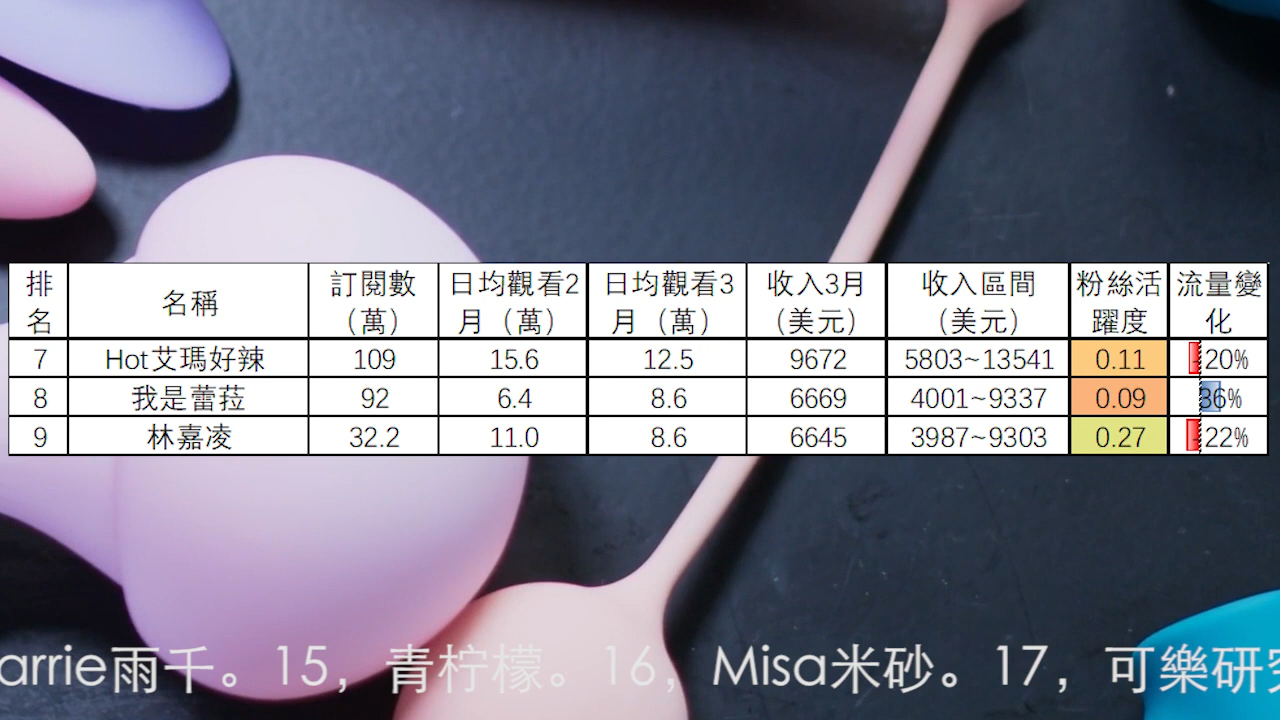 排名 名稱 訂閱數（萬） 日均觀看2月（萬） 日均觀看3月（萬） 收入3月（美元） 收入區間（美元） 粉絲活躍度 流量變化
7 Hot艾瑪好辣 109 15.6 12.5 9672 5803~13541 0.11 20%
8 我是蕾菈 92 6.4 8.6 6669 4001~9337 0.09 36%
9 林嘉凌 32.2 11.0 8.6 6645 3987~9303 0.27 22%
arrie雨千。15，青柠檬。16，Misa米砂。17，可樂研究